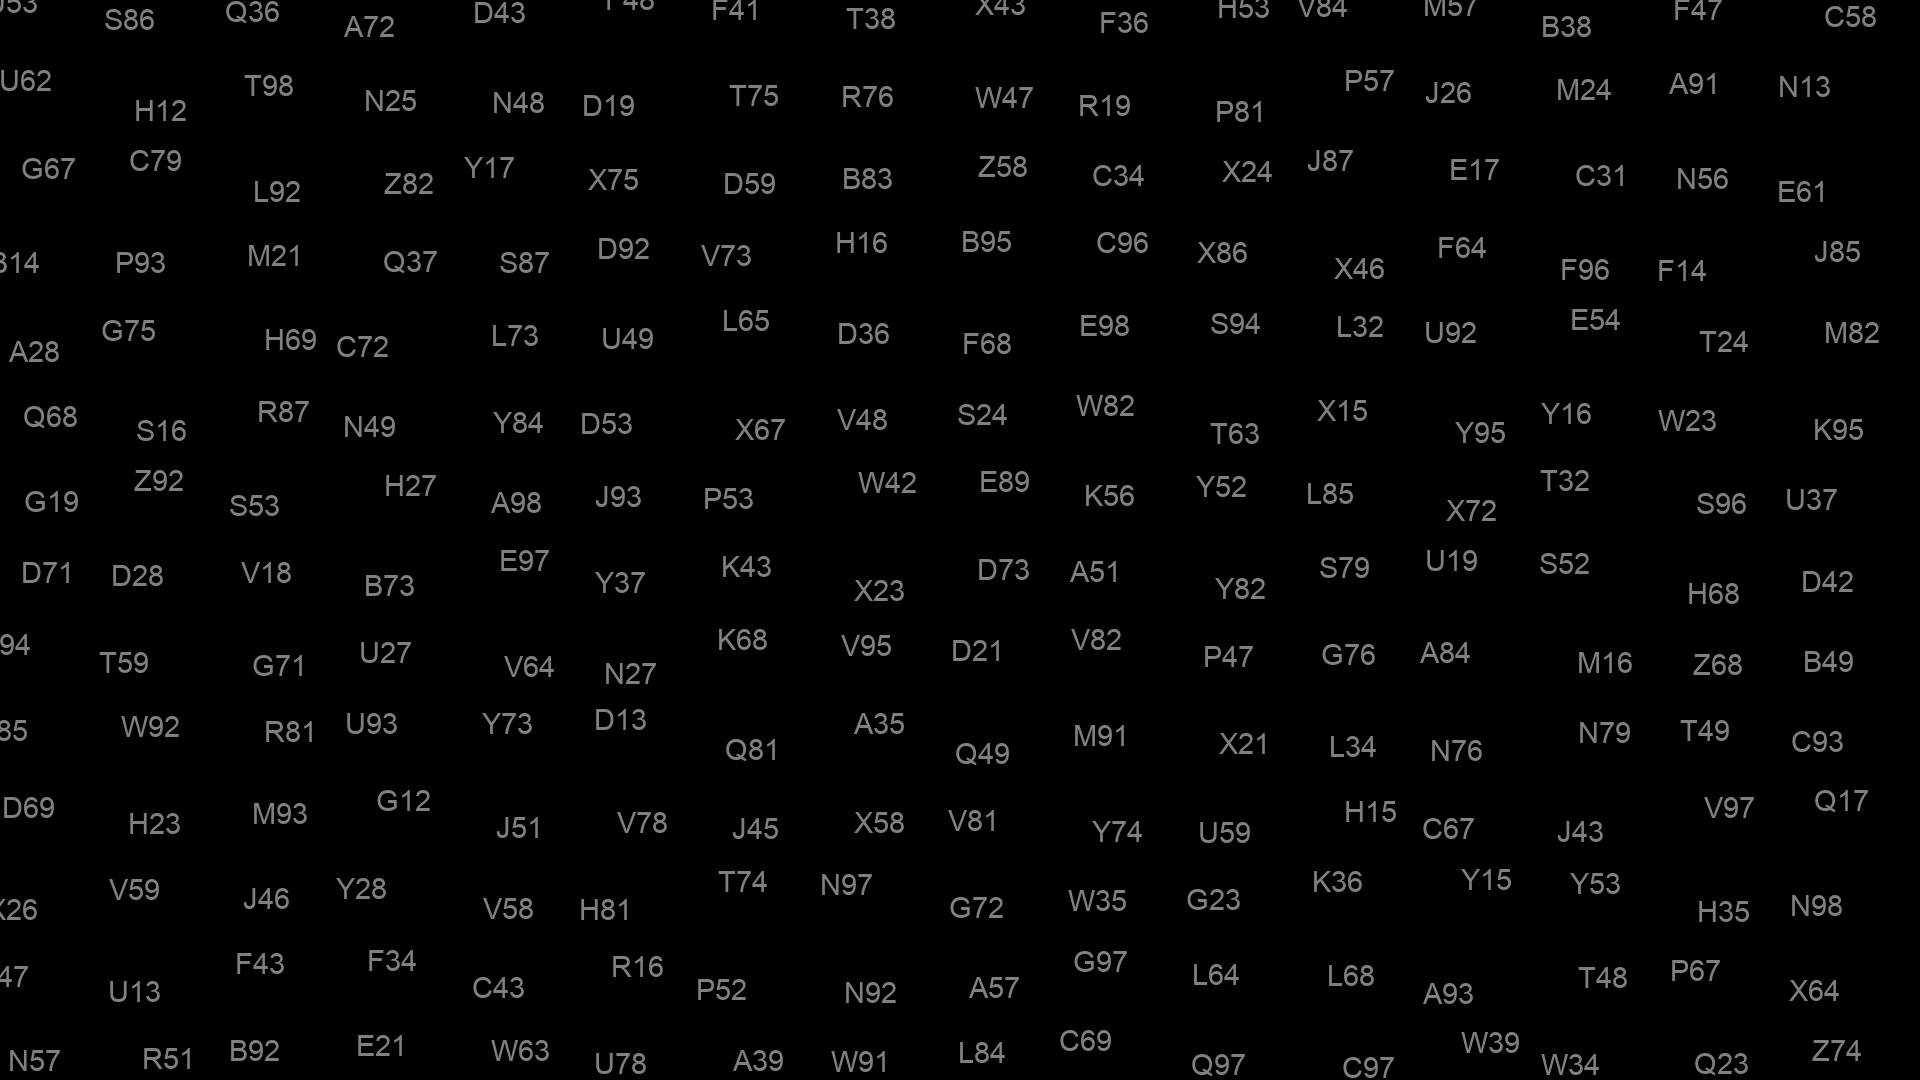 S86 Q36 A72 D43 F41 T38 X43 F36 H53 V84 M57 B38 F47 C58
U62 H12 T98 N25 N48 D19 T75 R76 W47 R19 P81 P57 J26 M24 A91 N13
G67 C79 L92 Z82 Y17 X75 D59 B83 Z58 C34 X24 J87 E17 C31 N56 E61
P93 M21 Q37 S87 D92 V73 H16 B95 C96 X86 X46 F64 F96 F14 J85
A28 G75 H69 C72 L73 U49 L65 D36 F68 E98 S94 L32 U92 E54 T24 M82
Q68 S16 R87 N49 Y84 D53 X67 V48 S24 W82 T63 X15 Y95 Y16 W23 K95
G19 Z92 S53 H27 A98 J93 P53 W42 E89 K56 Y52 L85 X72 T32 S96 U37
D71 D28 V18 B73 E97 Y37 K43 X23 D73 A51 Y82 S79 U19 S52 H68 D42
94 T59 G71 U27 V64 N27 K68 V95 D21 V82 P47 G76 A84 M16 Z68 B49
85 W92 R81 U93 Y73 D13 Q81 A35 Q49 M91 X21 L34 N76 N79 T49 C93
D69 H23 M93 G12 J51 V78 J45 X58 V81 Y74 U59 H15 C67 J43 V97 Q17
X26 V59 J46 Y28 V58 H81 T74 N97 G72 W35 G23 K36 Y15 Y53 H35 N98
47 U13 F43 F34 C43 R16 P52 N92 A57 G97 L64 L68 A93 T48 P67 X64
N57 R51 B92 E21 W63 U78 A39 W91 L84 C69 Q97 C97 W39 W34 Q23 Z74